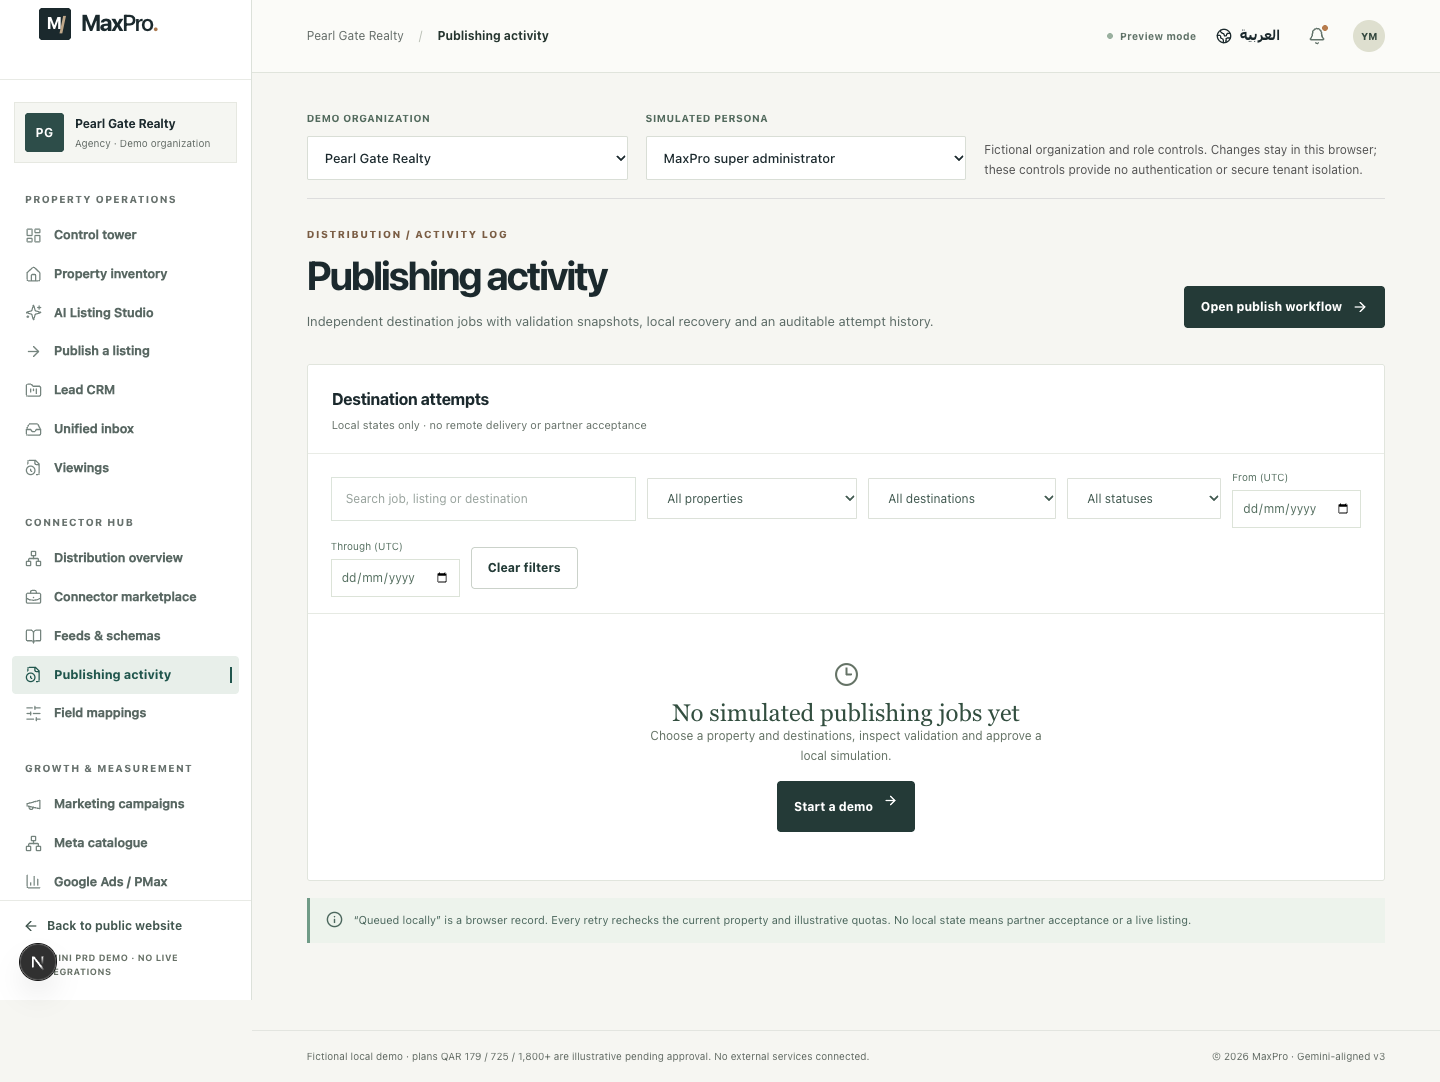 M/ MaxPro.
PG
Pearl Gate Realty
Agency · Demo organization
PROPERTY OPERATIONS
Control tower
Property inventory
AI Listing Studio
Publish a listing
Lead CRM
Unified inbox
Viewings
CONNECTOR HUB
Distribution overview
Connector marketplace
Feeds & schemas
Publishing activity
Field mappings
GROWTH & MEASUREMENT
Marketing campaigns
Meta catalogue
Google Ads / PMax
Back to public website
N
INI PRD DEMO · NO LIVE
EGRATIONS
Pearl Gate Realty / Publishing activity
Preview mode
العربية
YM
DEMO ORGANIZATION
Pearl Gate Realty
SIMULATED PERSONA
MaxPro super administrator
Fictional organization and role controls. Changes stay in this browser;
these controls provide no authentication or secure tenant isolation.
DISTRIBUTION / ACTIVITY LOG
Publishing activity
Independent destination jobs with validation snapshots, local recovery and an auditable attempt history.
Open publish workflow
Destination attempts
Local states only · no remote delivery or partner acceptance
Search job, listing or destination
All properties
All destinations
All statuses
From (UTC)
dd/mm/yyyy
Through (UTC)
dd/mm/yyyy
Clear filters
No simulated publishing jobs yet
Choose a property and destinations, inspect validation and approve a
local simulation.
Start a demo
“Queued locally” is a browser record. Every retry rechecks the current property and illustrative quotas. No local state means partner acceptance or a live listing.
Fictional local demo · plans QAR 179 / 725 / 1,800+ are illustrative pending approval. No external services connected.
© 2026 MaxPro · Gemini-aligned v3